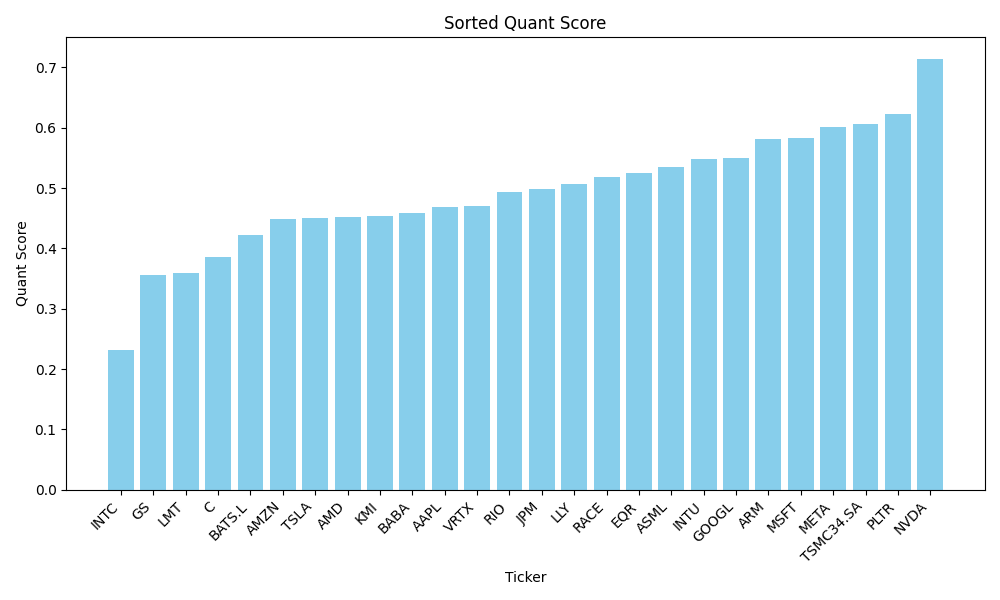 Sorted Quant Score
Quant Score
0.7
0.6
0.5
0.4
0.3
0.2
0.1
0.0
INTC
GS
LMT
C
BATS.L
AMZN
TSLA
AMD
KMI
BABA
AAPL
VRTX
RIO
JPM
LLY
RACE
EQR
ASML
INTU
GOOGL
ARM
MSFT
META
TSMC34.SA
PLTR
NVDA
Ticker